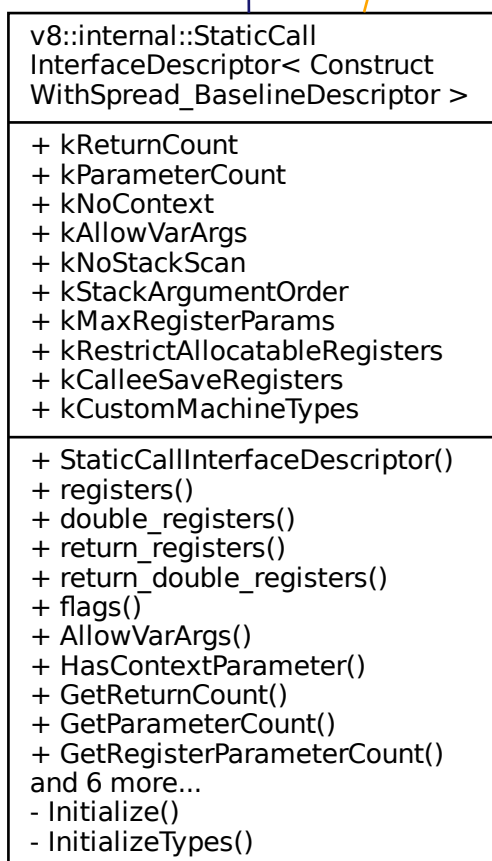 v8::internal::StaticCall
InterfaceDescriptor< Construct
WithSpread_BaselineDescriptor >
+ kReturnCount
+ kParameterCount
+ kNoContext
+ kAllowVarArgs
+ kNoStackScan
+ kStackArgumentOrder
+ kMaxRegisterParams
+ kRestrictAllocatableRegisters
+ kCalleeSaveRegisters
+ kCustomMachineTypes
+ StaticCallInterfaceDescriptor()
+ registers()
+ double_registers()
+ return_registers()
+ return_double_registers()
+ flags()
+ AllowVarArgs()
+ HasContextParameter()
+ GetReturnCount()
+ GetParameterCount()
+ GetRegisterParameterCount()
and 6 more...
- Initialize()
- InitializeTypes()